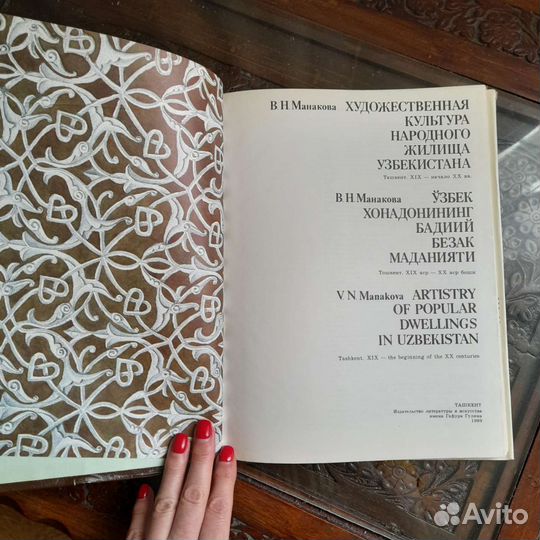 В Н Манакова ХУДОЖЕСТВЕННАЯ
КУЛЬТУРА
НАРОДНОГО
ЖИЛИЩА
УЗБЕКИСТАНА
Ташкент. XIX — начало XX вв.
В Н Манакова ЎЗБЕК
ХОНАДОНИНИНГ
БАДИИЙ
БЕЗАК
МАДАНИЯТИ
Тошкент. XIX аср — XX аср боши
V N Manakova ARTISTRY
OF POPULAR
DWELLINGS
IN UZBEKISTAN
Tashkent. XIX — the beginning of the XX centuries
ТАШКЕНТ
Издательство литературы и искусства
имени Гафура Гуляма
1989
Avito